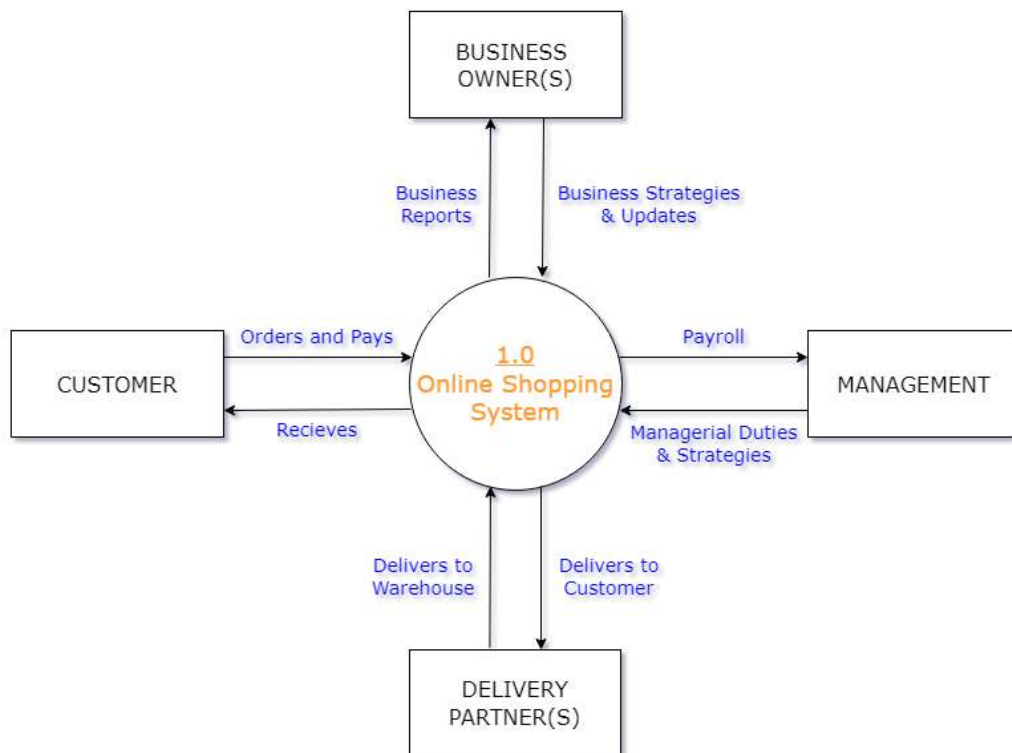 BUSINESS
OWNER(S)
Business
Reports
Business Strategies
& Updates
Orders and Pays
Payroll
CUSTOMER
1.0
Online Shopping
System
MANAGEMENT
Recieves
Managerial Duties
& Strategies
Delivers to
Warehouse
Delivers to
Customer
DELIVERY
PARTNER(S)